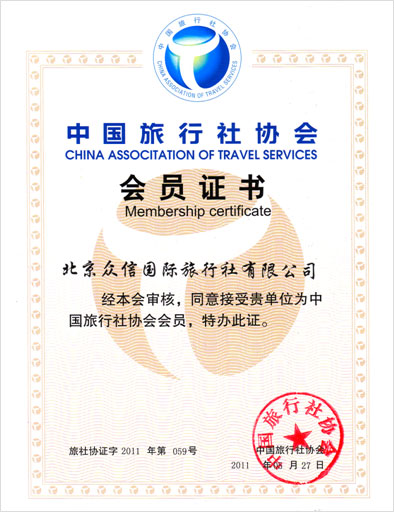 中国旅行社协会
CHINA ASSOCIATION OF TRAVEL SERVICES
中国旅行社协会
CHINA ASSOCITATION OF TRAVEL SERVICES
会员证书
Membership certificate
北京众信国际旅行社有限公司
经本会审核，同意接受贵单位为中
国旅行社协会会员，特办此证。
旅社协证字 2011 年第 059号
中国旅行社协会
2011 年05 月 27 日
中国旅行社协会